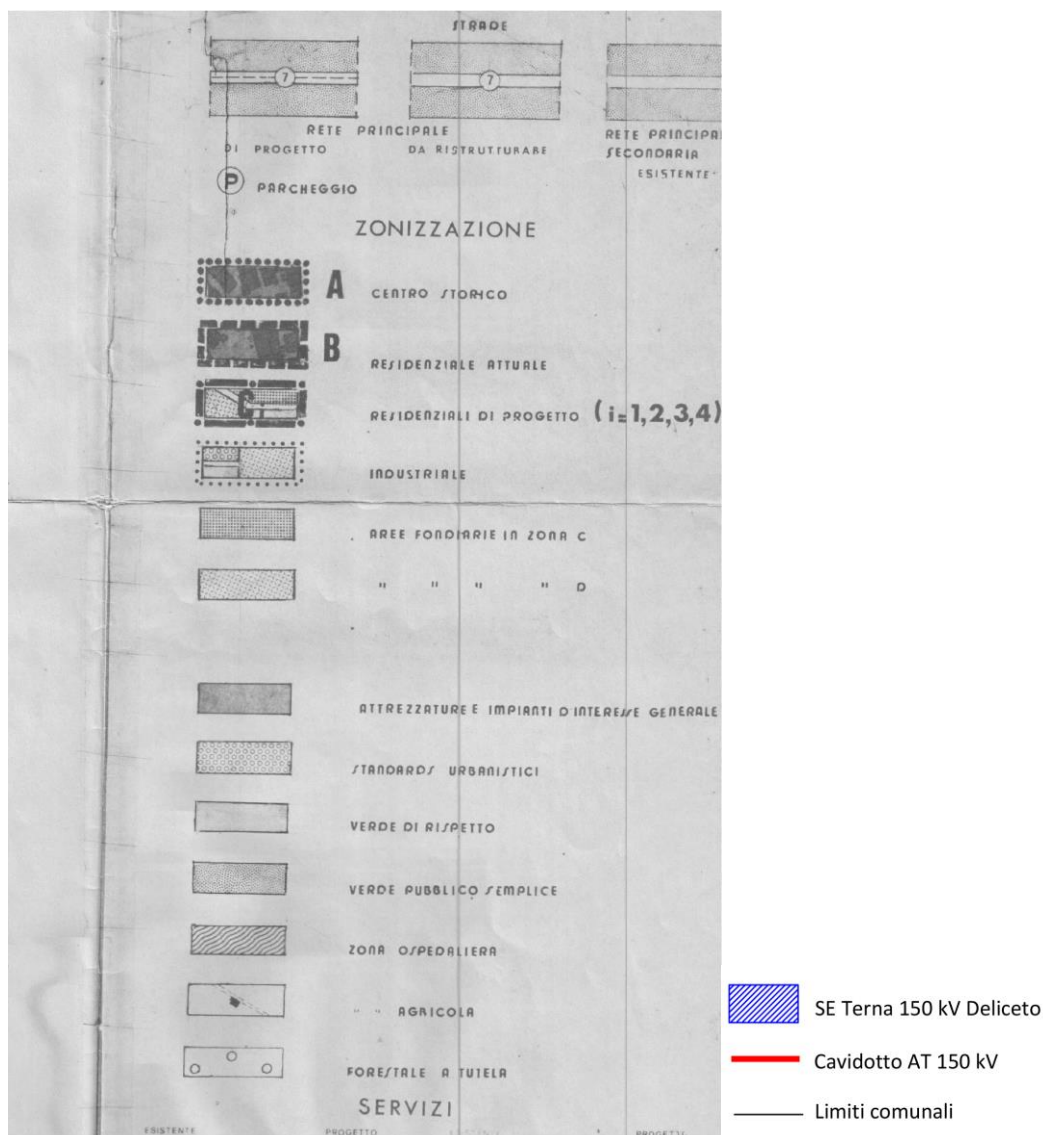 STRADE
7
7
RETE PRINCIPALE
DI PROGETTO
DA RISTRUTTURARE
RETE PRINCIPA
SECONDARIA
ESISTENTE
P PARCHEGGIO
ZONIZZAZIONE
A CENTRO STORICO
B RESIDENZIALE ATTUALE
C RESIDENZIALI DI PROGETTO (i=1,2,3,4)
INDUSTRIALE
AREE FONDIARIE IN ZONA C
" " " " D
ATTREZZATURE E IMPIANTI D'INTERESSE GENERALE
STANDARDS URBANISTICI
VERDE DI RISPETTO
VERDE PUBBLICO SEMPLICE
ZONA OSPEDALIERA
" " AGRICOLA
FORESTALE A TUTELA
SERVIZI
ESISTENTE PROGETTO ESISTENTE PROGETTO
SE Terna 150 kV Deliceto
Cavidotto AT 150 kV
Limiti comunali